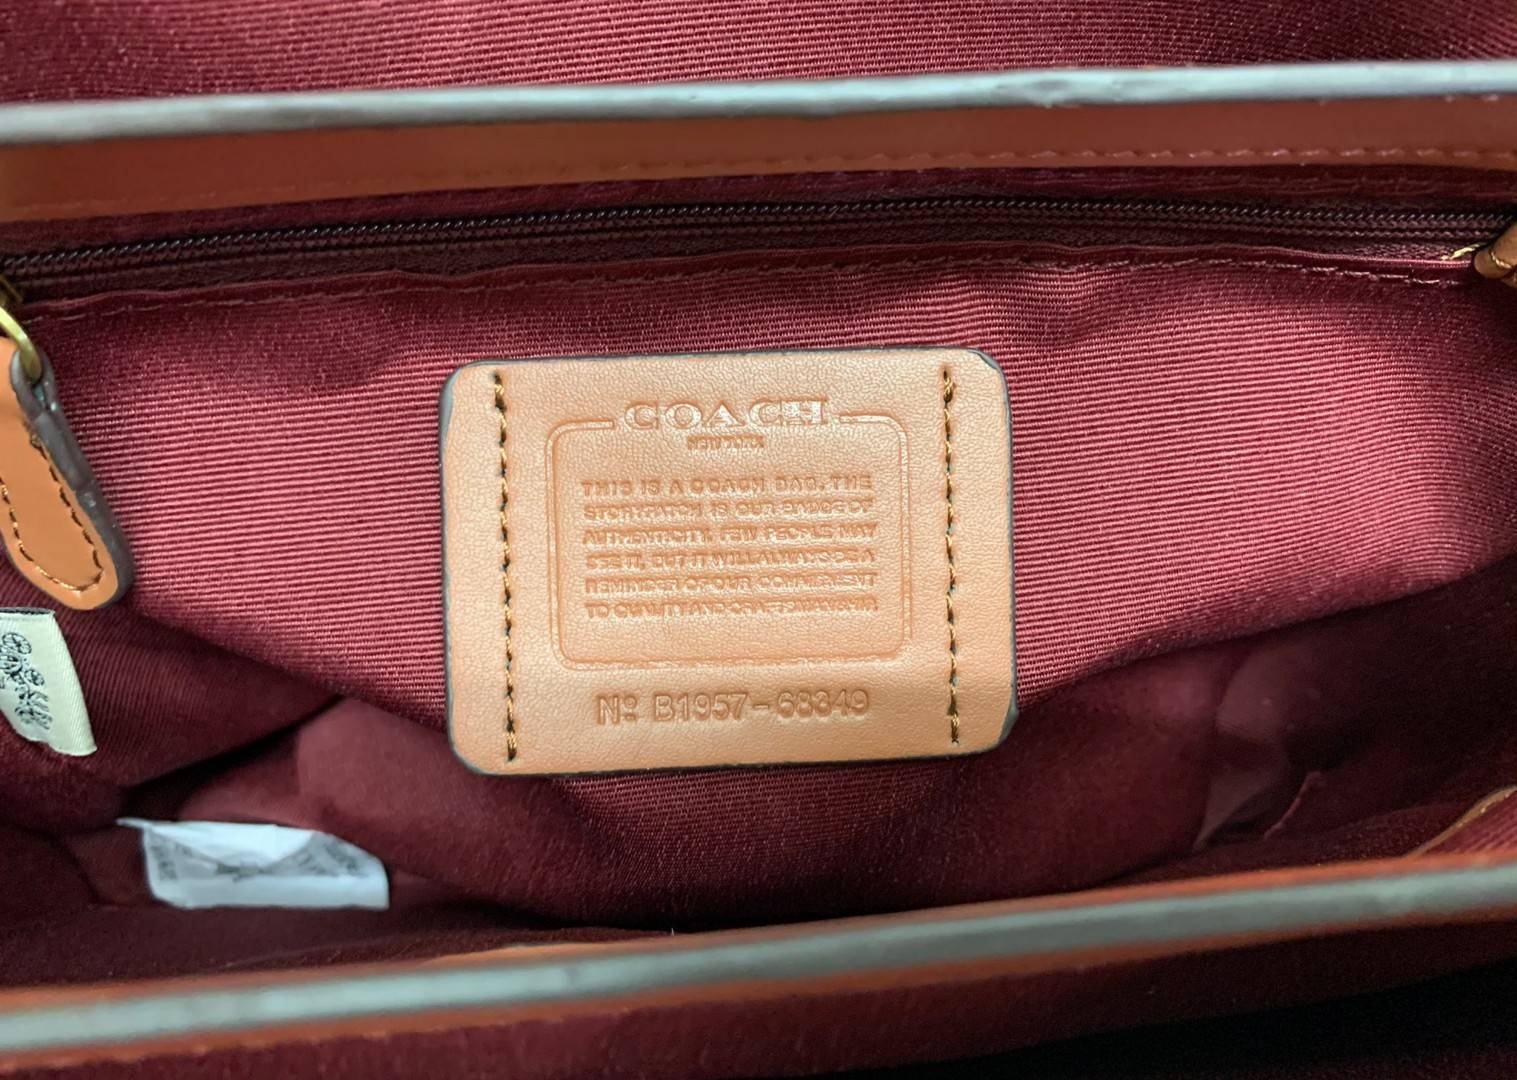 COACH
NEW YORK
THIS IS A COACH BAG. THE
STORYPATCH IS OUR BADGE OF
AUTHENTICITY. FEW PEOPLE MAY
SEE IT, BUT IT WILL ALWAYS BE A
REMINDER OF OUR COMMITMENT
TO QUALITY AND CRAFTSMANSHIP.
Nº B1957-68349